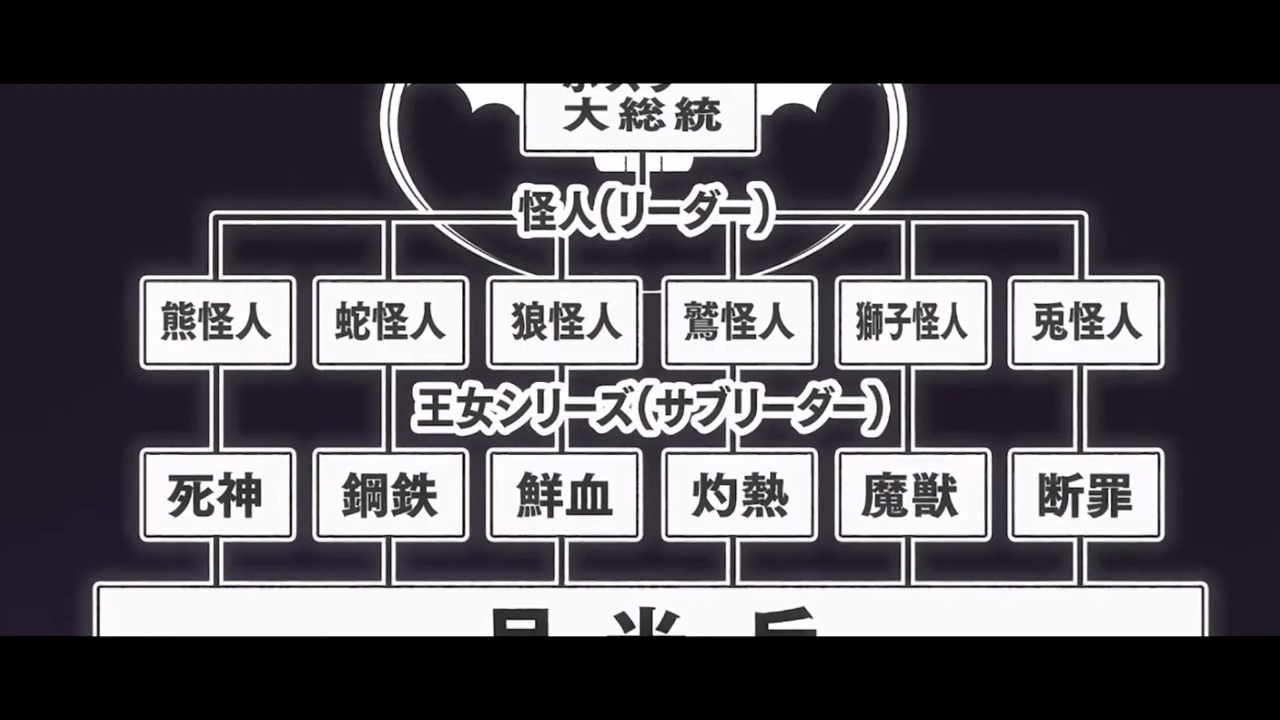 大総統
怪人(リーダー)
熊怪人 蛇怪人 狼怪人 鷲怪人 獅子怪人 兎怪人
王女シリーズ(サブリーダー)
死神 鋼鉄 鮮血 灼熱 魔獣 断罪